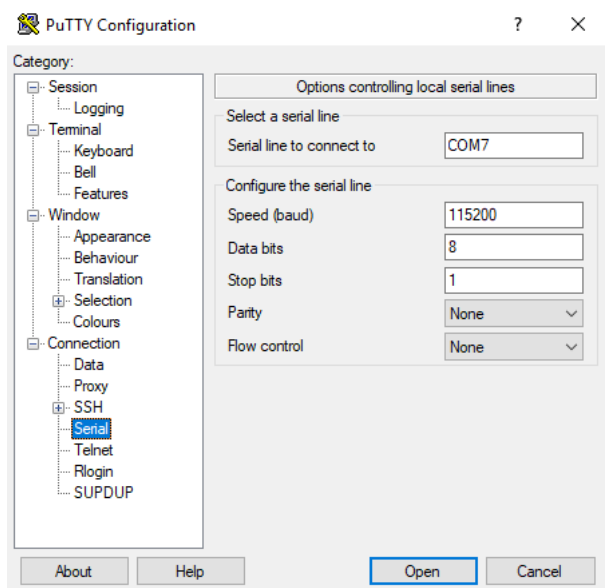 PuTTY Configuration
?
Category:
Session
Logging
Terminal
Keyboard
Bell
Features
Window
Appearance
Behaviour
Translation
Selection
Colours
Connection
Data
Proxy
SSH
Serial
Telnet
Rlogin
SUPDUP
Options controlling local serial lines
Select a serial line
Serial line to connect to COM7
Configure the serial line
Speed (baud) 115200
Data bits 8
Stop bits 1
Parity None
Flow control None
About Help Open Cancel